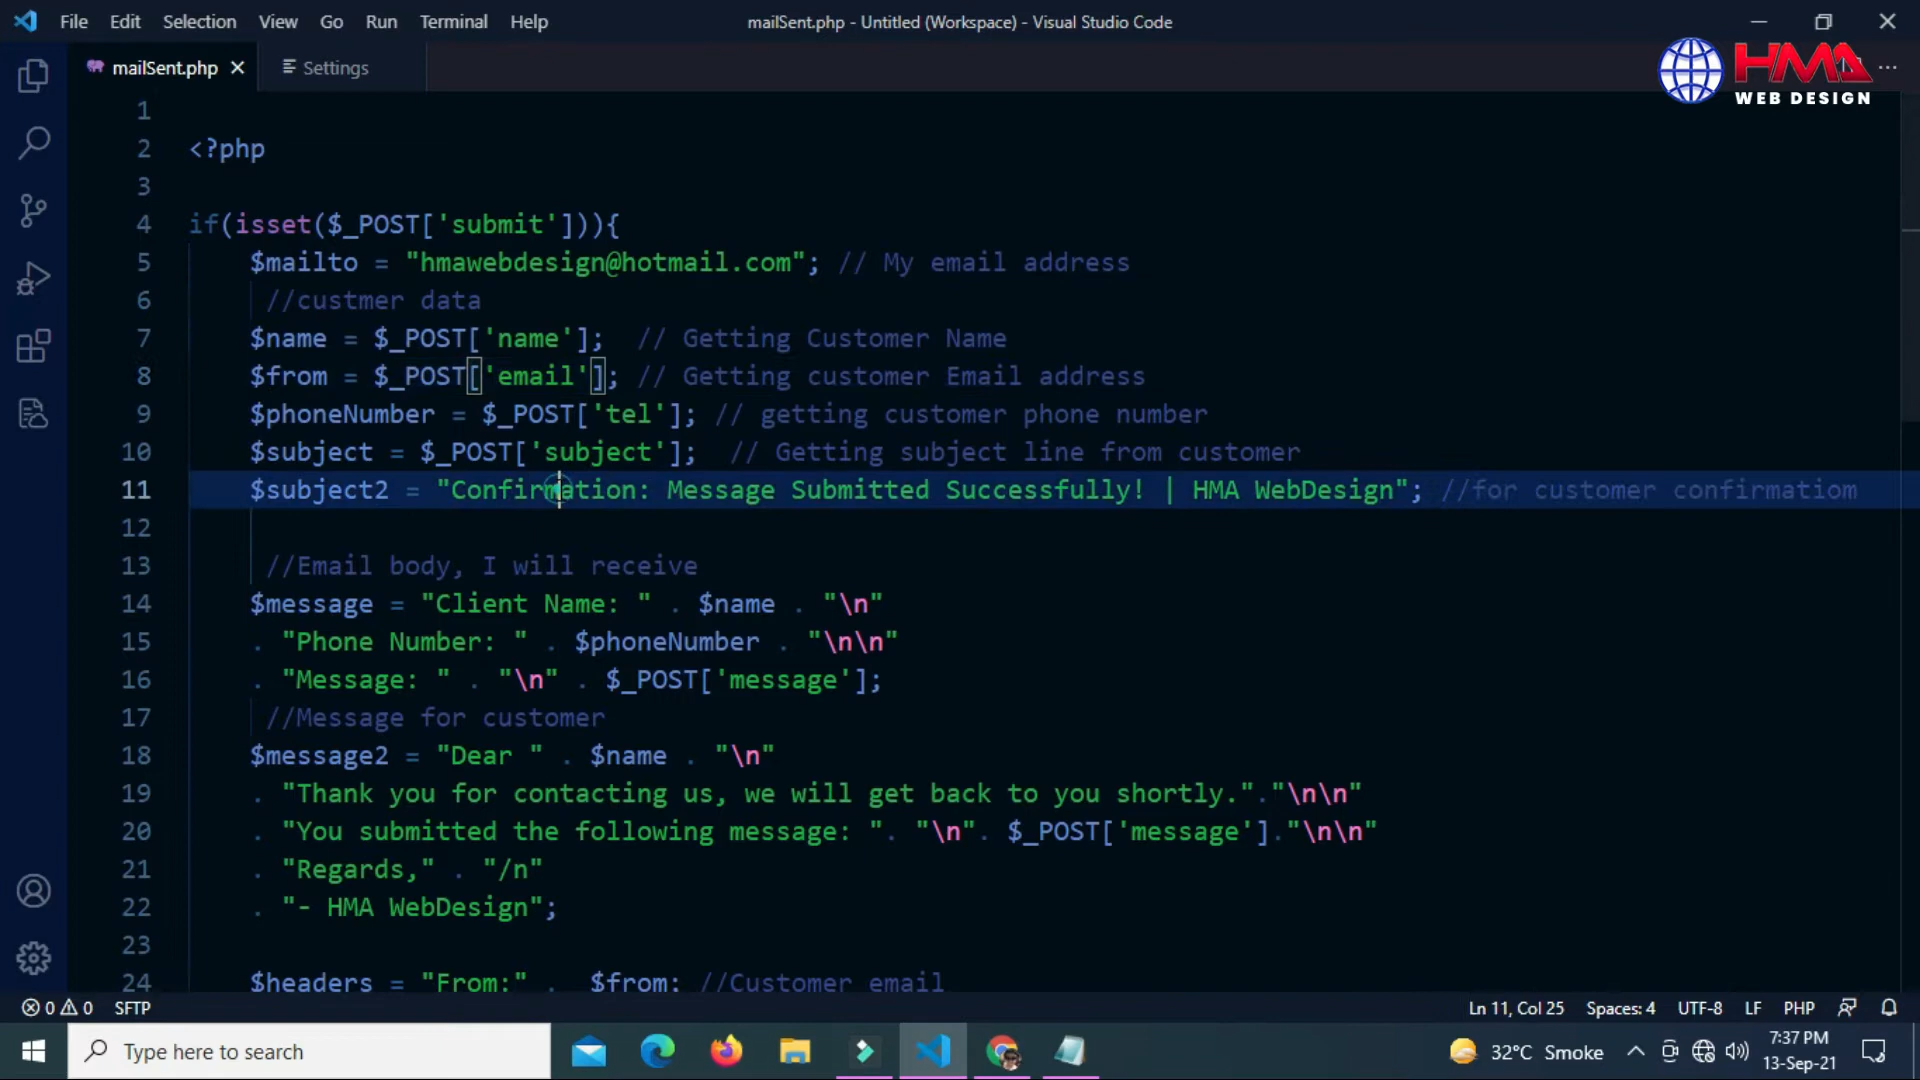 File Edit Selection View Go Run Terminal Help
mailSent.php - Untitled (Workspace) - Visual Studio Code
mailSent.php
Settings
HMA
WEB DESIGN
1
2 <?php
3
4 if(isset($_POST['submit'])){
5 $mailto = "hmawebdesign@hotmail.com"; // My email address
6 //custmer data
7 $name = $_POST['name']; // Getting Customer Name
8 $from = $_POST['email']; // Getting customer Email address
9 $phoneNumber = $_POST['tel']; // getting customer phone number
10 $subject = $_POST['subject']; // Getting subject line from customer
11 $subject2 = "Confirmation: Message Submitted Successfully! | HMA WebDesign"; //for customer confirmatiom
12
13 //Email body, I will receive
14 $message = "Client Name: " . $name . "\n"
15 . "Phone Number: " . $phoneNumber . "\n\n"
16 . "Message: " . "\n" . $_POST['message'];
17 //Message for customer
18 $message2 = "Dear " . $name . "\n"
19 . "Thank you for contacting us, we will get back to you shortly."."\n\n"
20 . "You submitted the following message: ". "\n". $_POST['message']."\n\n"
21 . "Regards," . "/n"
22 . "- HMA WebDesign";
23
24 $headers = "From:" . $from; //Customer email
0 0 SFTP
Ln 11, Col 25 Spaces: 4 UTF-8 LF PHP
Type here to search
32°C Smoke
7:37 PM
13-Sep-21